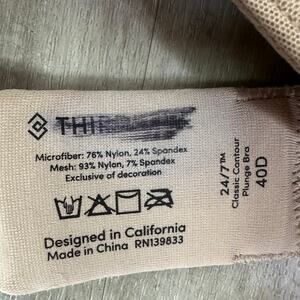 Microfiber: 76% Nylon, 24% Spandex
Mesh: 93% Nylon, 7% Spandex
Exclusive of decoration
Designed in California
Made in China RN139833
24/7™
Classic Contour
Plunge Bra
40D